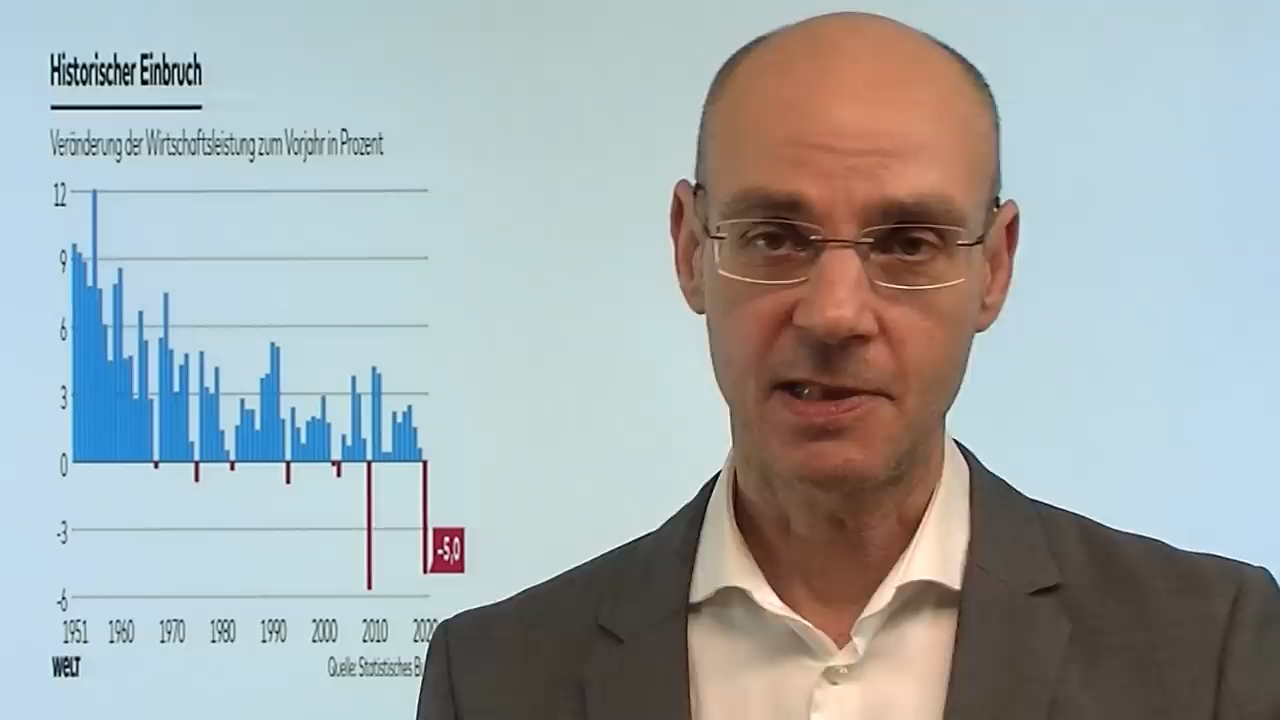 Historischer Einbruch
Veränderung der Wirtschaftsleistung zum Vorjahr in Prozent
12
9
6
3
0
-3
-6
-5,0
1951 1960 1970 1980 1990 2000 2010 202
WELT
Quelle: Statistisches B